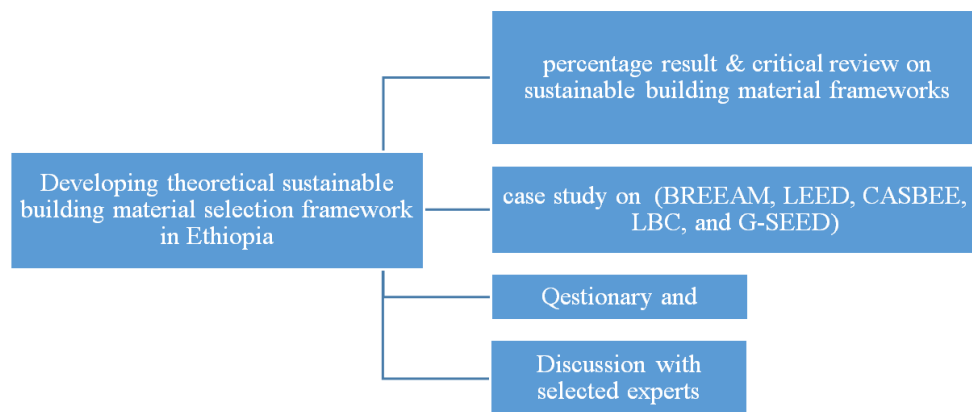 percentage result & critical review on
sustainable building material frameworks
Developing theoretical sustainable
building material selection framework
in Ethiopia
case study on (BREEAM, LEED, CASBEE,
LBC, and G-SEED)
Qestionary and
Discussion with
selected experts